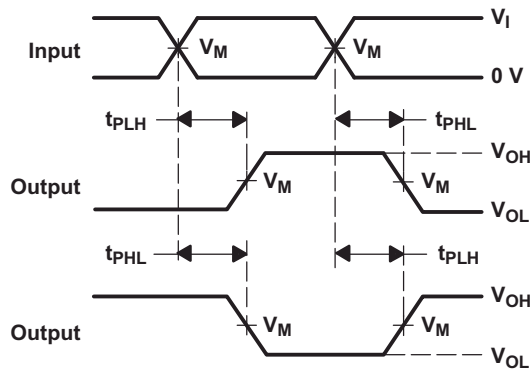 V_I
Input V_M V_M
0 V
t_PLH t_PHL
V_OH
Output V_M V_M
V_OL
t_PHL t_PLH
V_OH
Output V_M V_M
V_OL